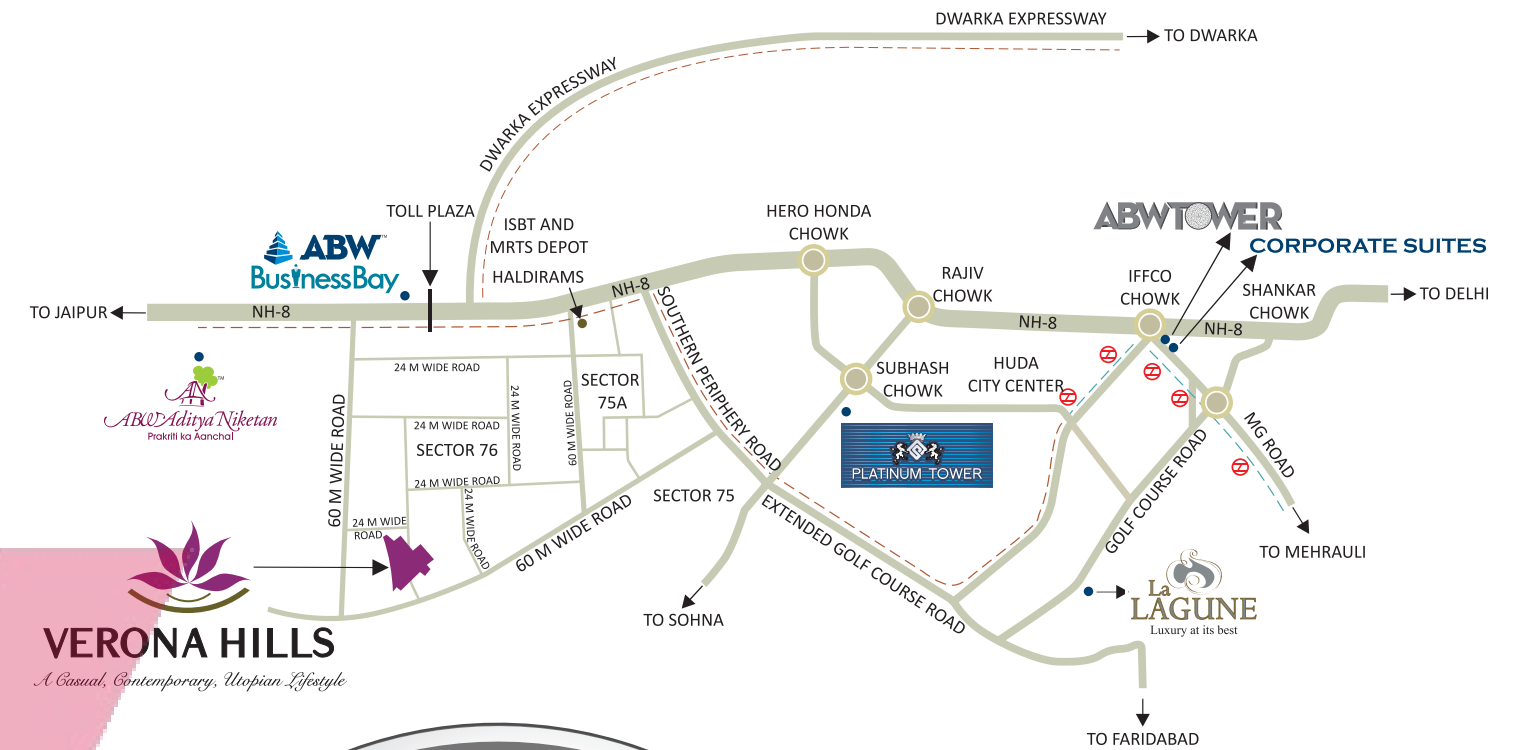 DWARKA EXPRESSWAY
TO DWARKA
DWARKA EXPRESSWAY
TOLL PLAZA
ISBT AND
MRTS DEPOT
HALDIRAMS
HERO HONDA
CHOWK
ABWTOWER
CORPORATE SUITES
ABW™
BusinessBay
RAJIV
CHOWK
IFFCO
CHOWK
SHANKAR
CHOWK
TO DELHI
TO JAIPUR
NH-8
NH-8
NH-8
NH-8
SOUTHERN PERIPHERY ROAD
24 M WIDE ROAD
SECTOR
75A
SUBHASH
CHOWK
HUDA
CITY CENTER
™
ABW Aditya Niketan
Prakriti ka Aanchal
60 M WIDE ROAD
24 M WIDE ROAD
60 M WIDE ROAD
24 M WIDE ROAD
SECTOR 76
24 M WIDE ROAD
24 M WIDE ROAD
24 M WIDE
ROAD
60 M WIDE ROAD
SECTOR 75
PLATINUM TOWER
MG ROAD
GOLF COURSE ROAD
EXTENDED GOLF COURSE ROAD
TO MEHRAULI
La
LAGUNE
Luxury at its best
TO SOHNA
VERONA HILLS
A Casual, Contemporary, Utopian Lifestyle
TO FARIDABAD